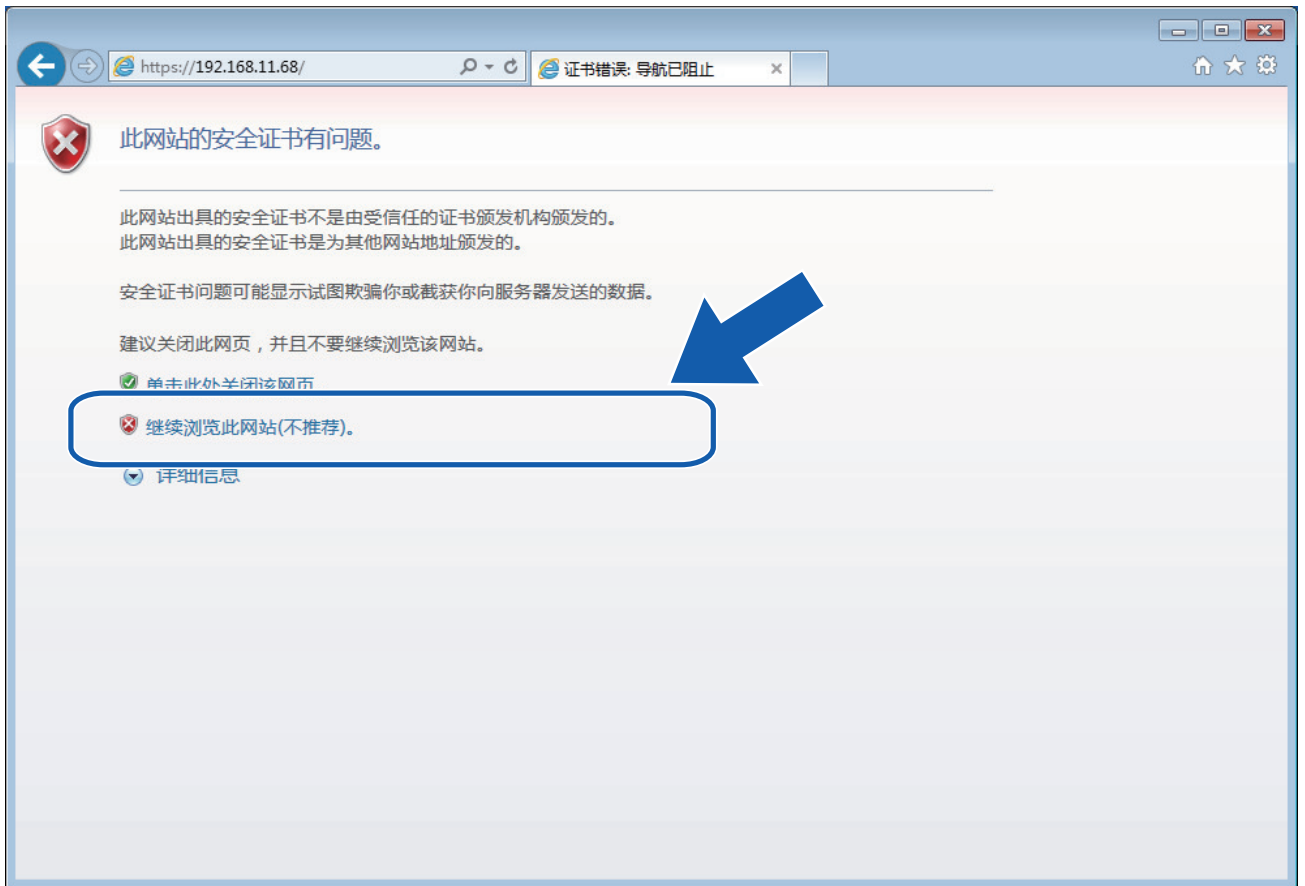 https://192.168.11.68/
证书错误: 导航已阻止
此网站的安全证书有问题。
此网站出具的安全证书不是由受信任的证书颁发机构颁发的。
此网站出具的安全证书是为其他网站地址颁发的。
安全证书问题可能显示试图欺骗你或截获你向服务器发送的数据。
建议关闭此网页，并且不要继续浏览该网站。
单击此处关闭该网页
继续浏览此网站(不推荐)。
详细信息